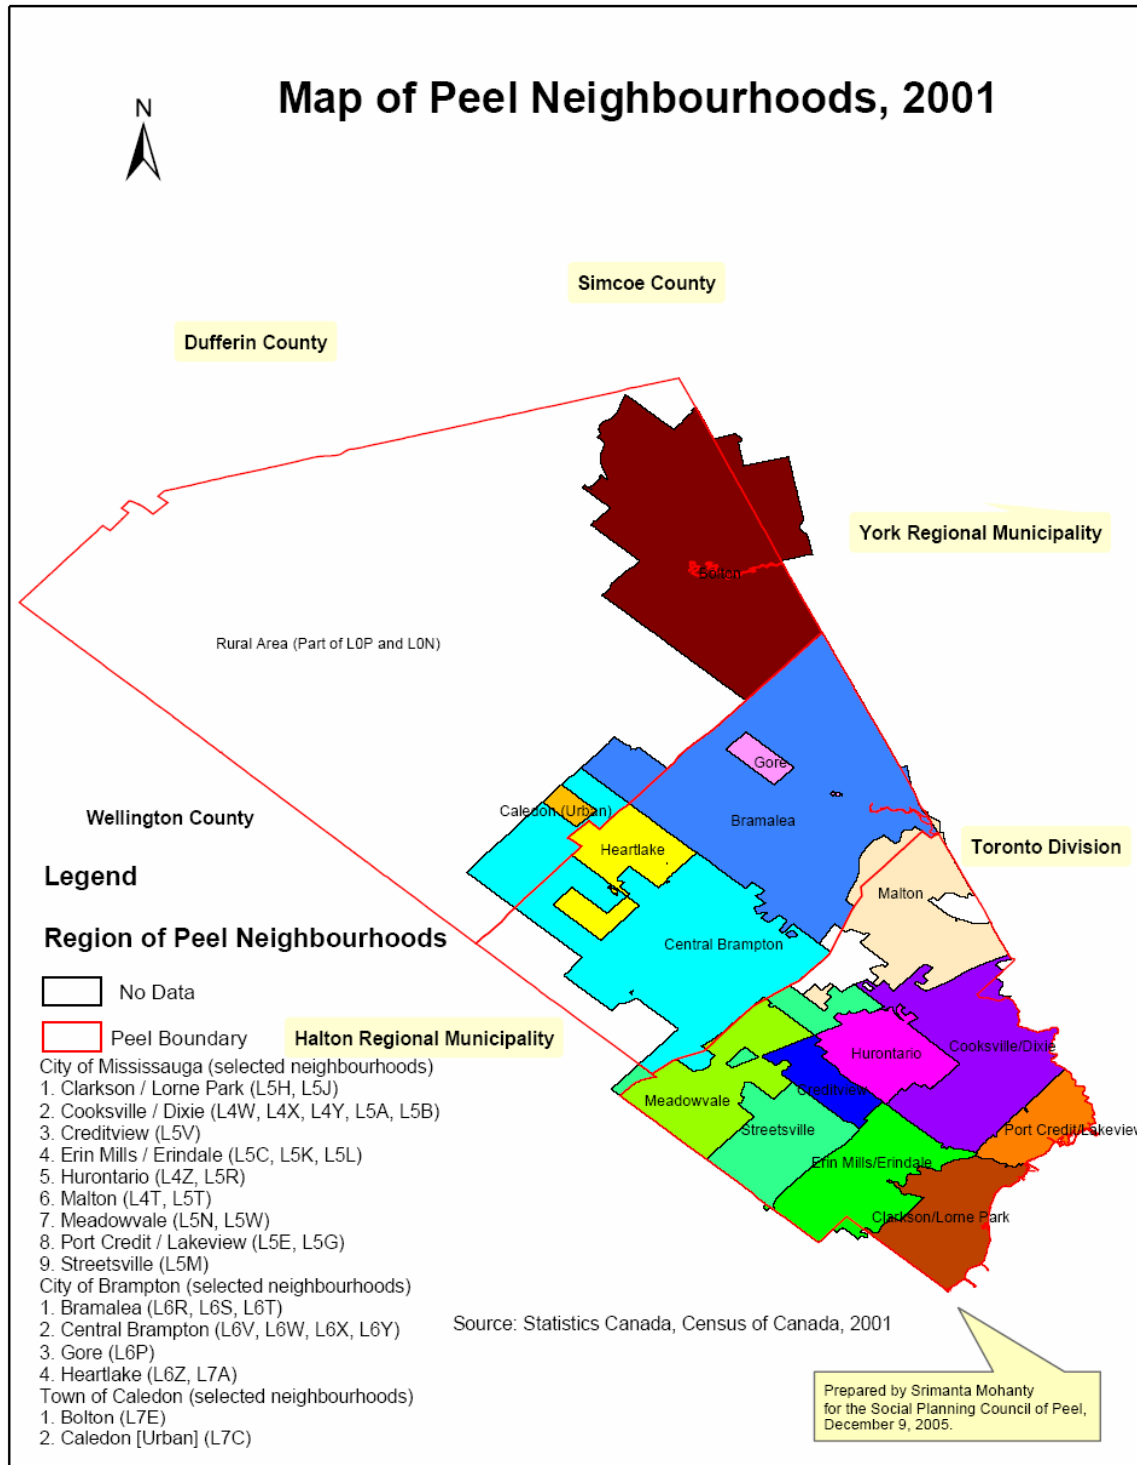 Map of Peel Neighbourhoods, 2001
N
Simcoe County
Dufferin County
York Regional Municipality
Bolton
Rural Area (Part of L0P and L0N)
Gore
Caledon (Urban)
Wellington County
Bramalea
Toronto Division
Heartlake
Malton
Central Brampton
Legend
Region of Peel Neighbourhoods
No Data
Peel Boundary
Halton Regional Municipality
Hurontario
Cooksville/Dixie
Creditview
Meadowvale
Streetsville
Port Credit/Lakeview
Erin Mills/Erindale
Clarkson/Lorne Park
City of Mississauga (selected neighbourhoods)
1. Clarkson / Lorne Park (L5H, L5J)
2. Cooksville / Dixie (L4W, L4X, L4Y, L5A, L5B)
3. Creditview (L5V)
4. Erin Mills / Erindale (L5C, L5K, L5L)
5. Hurontario (L4Z, L5R)
6. Malton (L4T, L5T)
7. Meadowvale (L5N, L5W)
8. Port Credit / Lakeview (L5E, L5G)
9. Streetsville (L5M)
City of Brampton (selected neighbourhoods)
1. Bramalea (L6R, L6S, L6T)
2. Central Brampton (L6V, L6W, L6X, L6Y)
3. Gore (L6P)
4. Heartlake (L6Z, L7A)
Town of Caledon (selected neighbourhoods)
1. Bolton (L7E)
2. Caledon [Urban] (L7C)
Source: Statistics Canada, Census of Canada, 2001
Prepared by Srimanta Mohanty
for the Social Planning Council of Peel,
December 9, 2005.